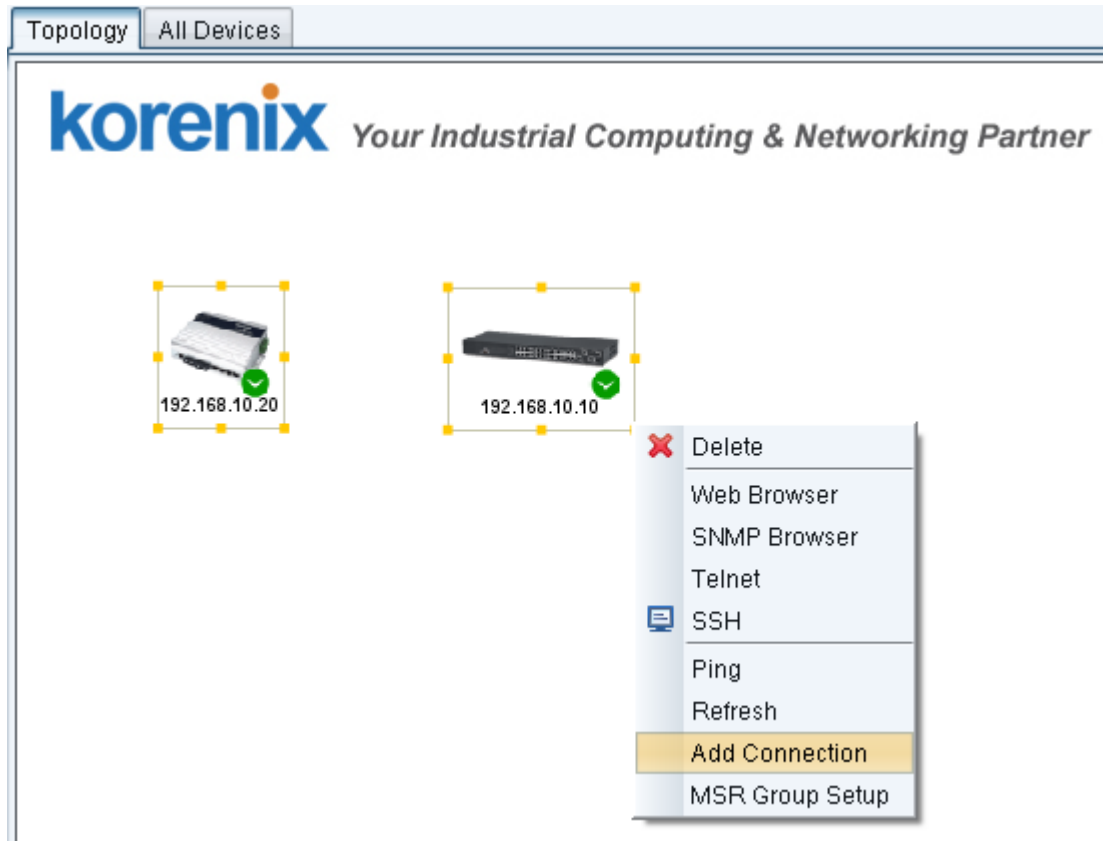 Topology All Devices
korenix Your Industrial Computing & Networking Partner
192.168.10.20 192.168.10.10
Delete
Web Browser
SNMP Browser
Telnet
SSH
Ping
Refresh
Add Connection
MSR Group Setup